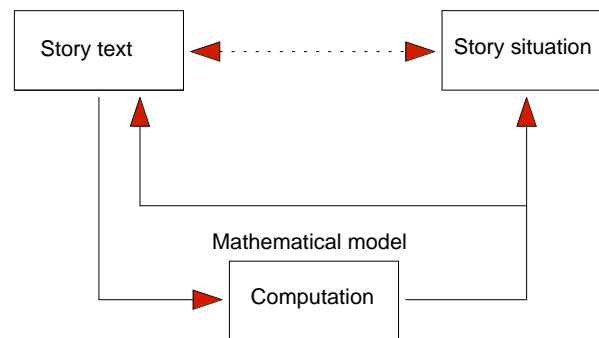 Story text
Story situation
Mathematical model
Computation